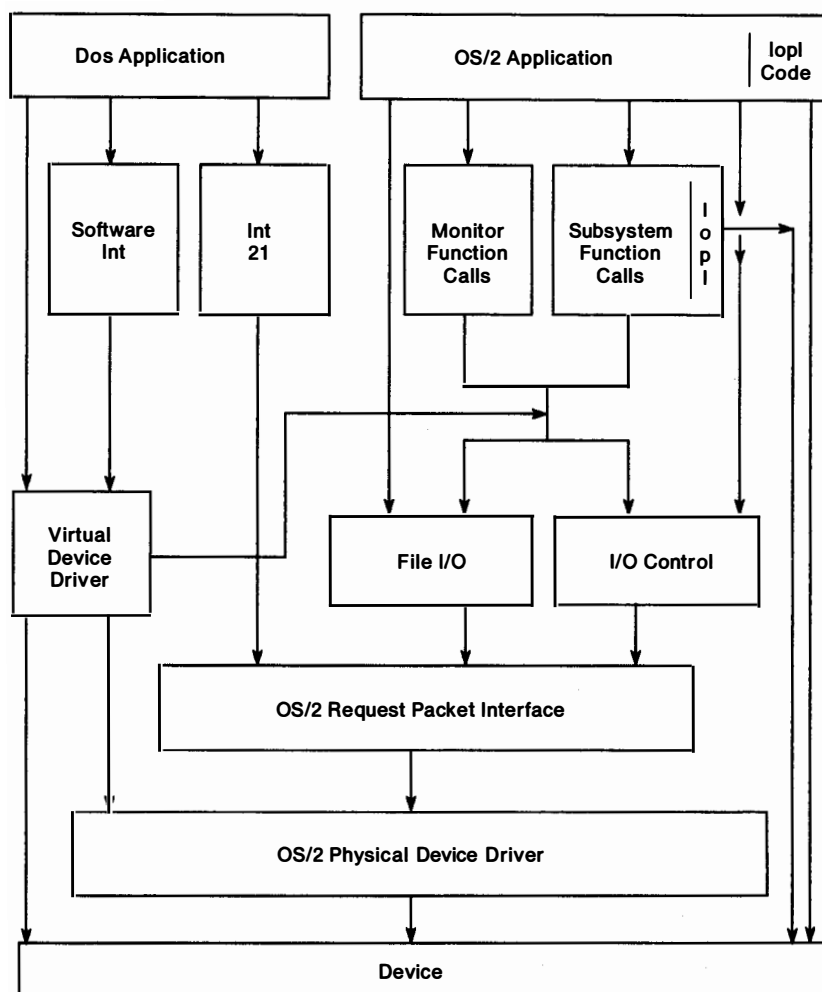 Dos Application
OS/2 Application
Iopl
Code
Software
Int
Int
21
Monitor
Function
Calls
Subsystem
Function
Calls
I
o
p
l
Virtual
Device
Driver
File I/O
I/O Control
OS/2 Request Packet Interface
OS/2 Physical Device Driver
Device